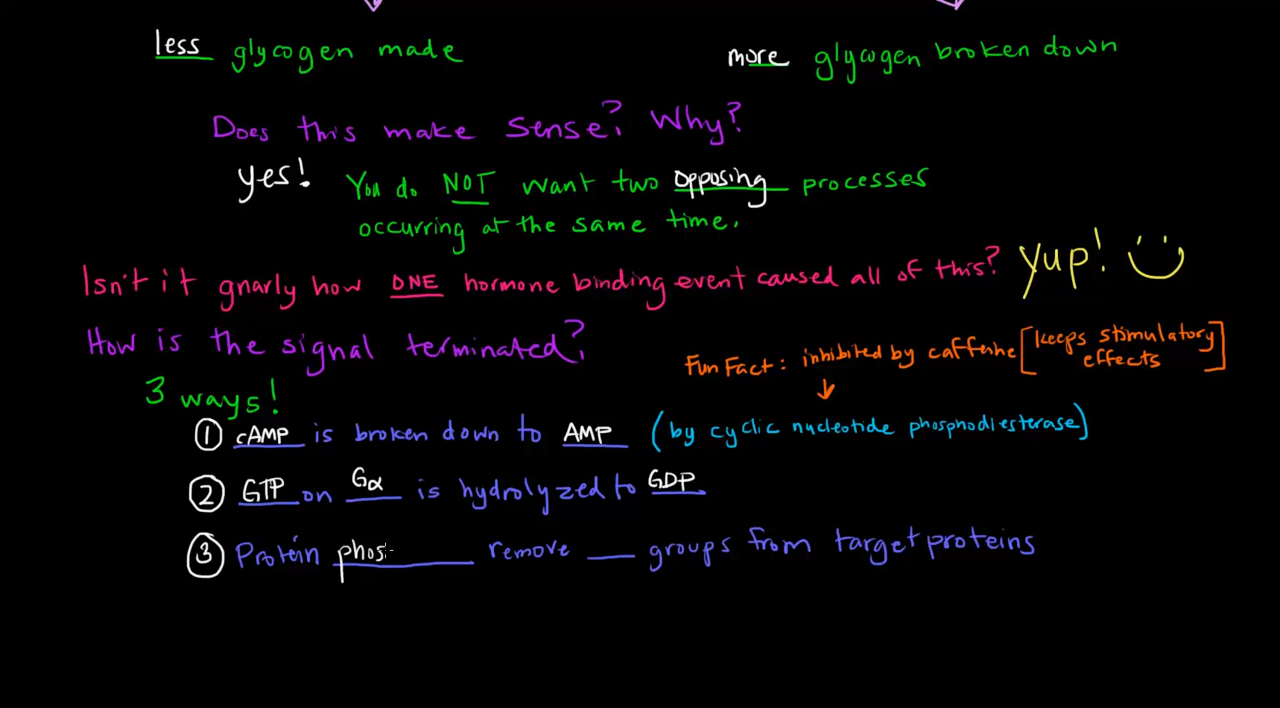 less glycogen made
more glycogen broken down
Does this make sense? Why?
yes! You do NOT want two opposing processes
occurring at the same time.
Isn't it gnarly how ONE hormone binding event caused all of this? Yup!
How is the signal terminated?
Fun Fact: inhibited by caffeine [keeps stimulatory
effects]
3 ways!
① cAMP is broken down to AMP (by cyclic nucleotide phosphodiesterase)
② GTP on Gα is hydrolyzed to GDP
③ Protein phos remove __ groups from target proteins